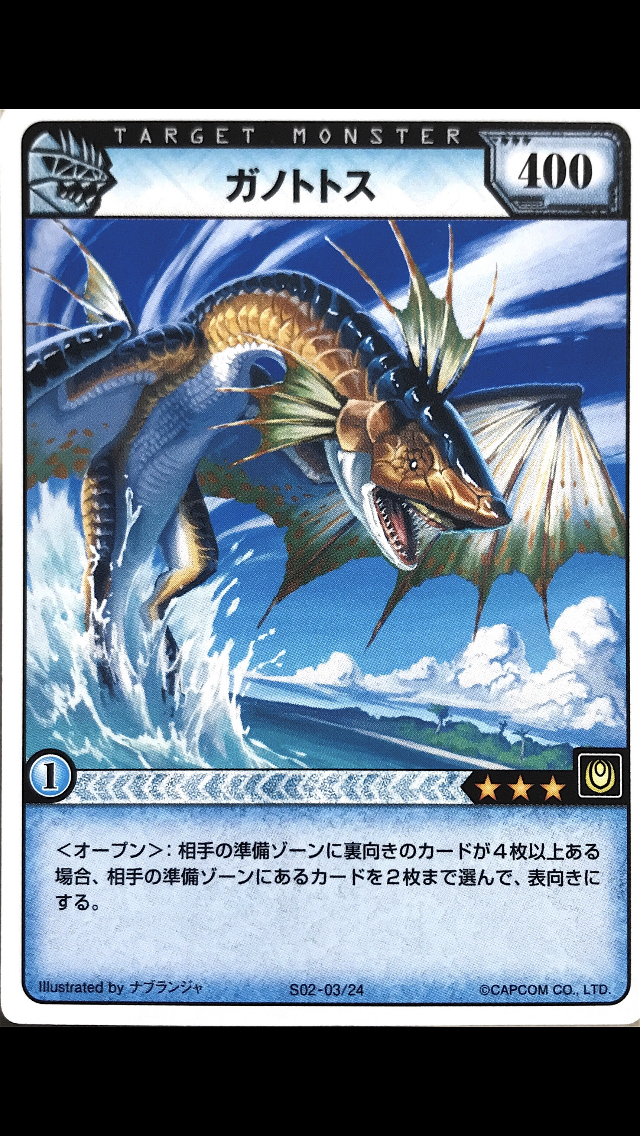 TARGET MONSTER
ガノトトス
400
1
<オープン>：相手の準備ゾーンに裏向きのカードが4枚以上ある
場合、相手の準備ゾーンにあるカードを2枚まで選んで、表向きに
する。
Illustrated by ナブランジャ
S02-03/24
©CAPCOM CO., LTD.